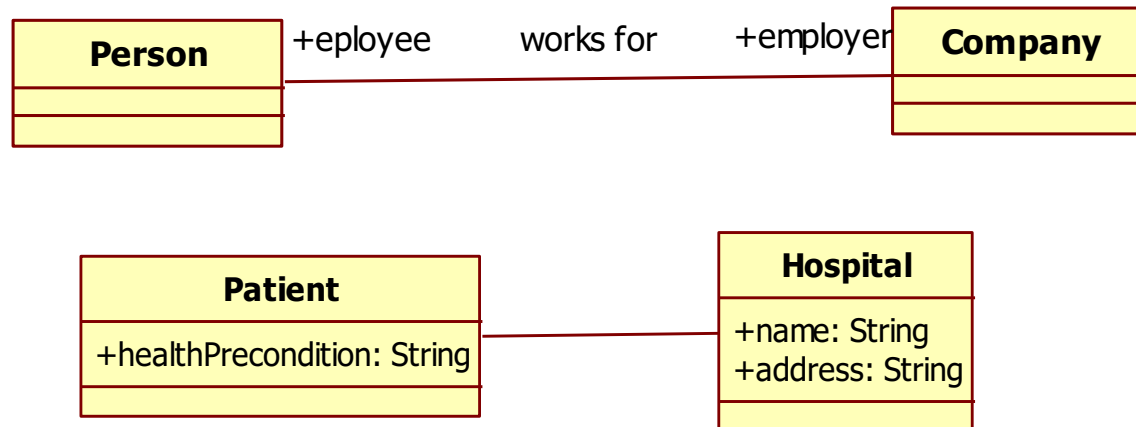 Person +eployee works for +employer Company
Patient
+healthPrecondition: String
Hospital
+name: String
+address: String